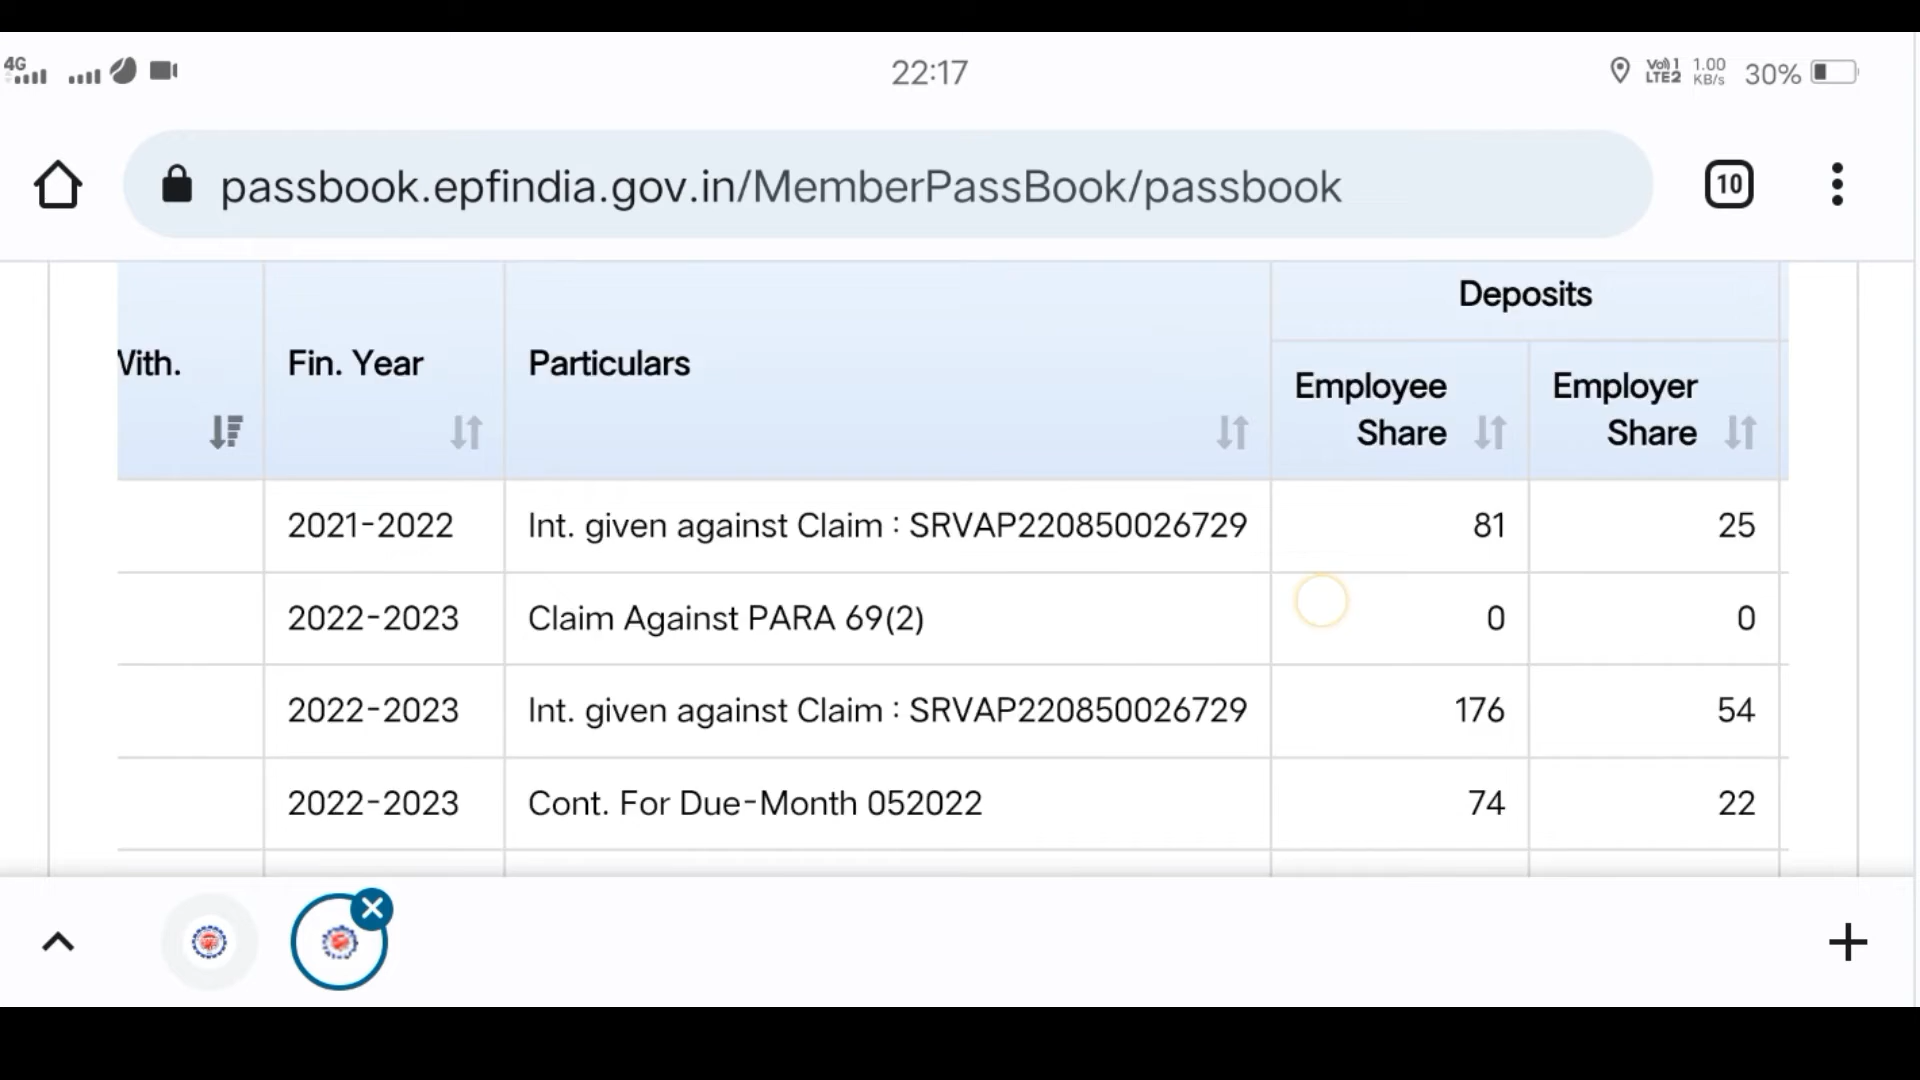 4G 22:17 Vo)) 1 LTE2 1.00 KB/s 30%
passbook.epfindia.gov.in/MemberPassBook/passbook 10
Deposits
With. Fin. Year Particulars Employee Share Employer Share
2021-2022 Int. given against Claim : SRVAP220850026729 81 25
2022-2023 Claim Against PARA 69(2) 0 0
2022-2023 Int. given against Claim : SRVAP220850026729 176 54
2022-2023 Cont. For Due-Month 052022 74 22